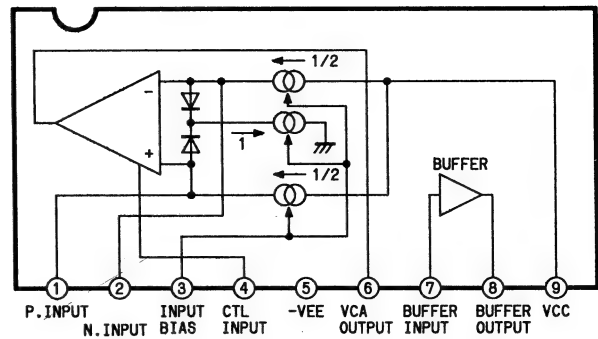 1/2
−
1
+
1/2
BUFFER
1 2 3 4 5 6 7 8 9
P.INPUT
N.INPUT
INPUT
BIAS
CTL
INPUT
-VEE
VCA
OUTPUT
BUFFER
INPUT
BUFFER
OUTPUT
VCC